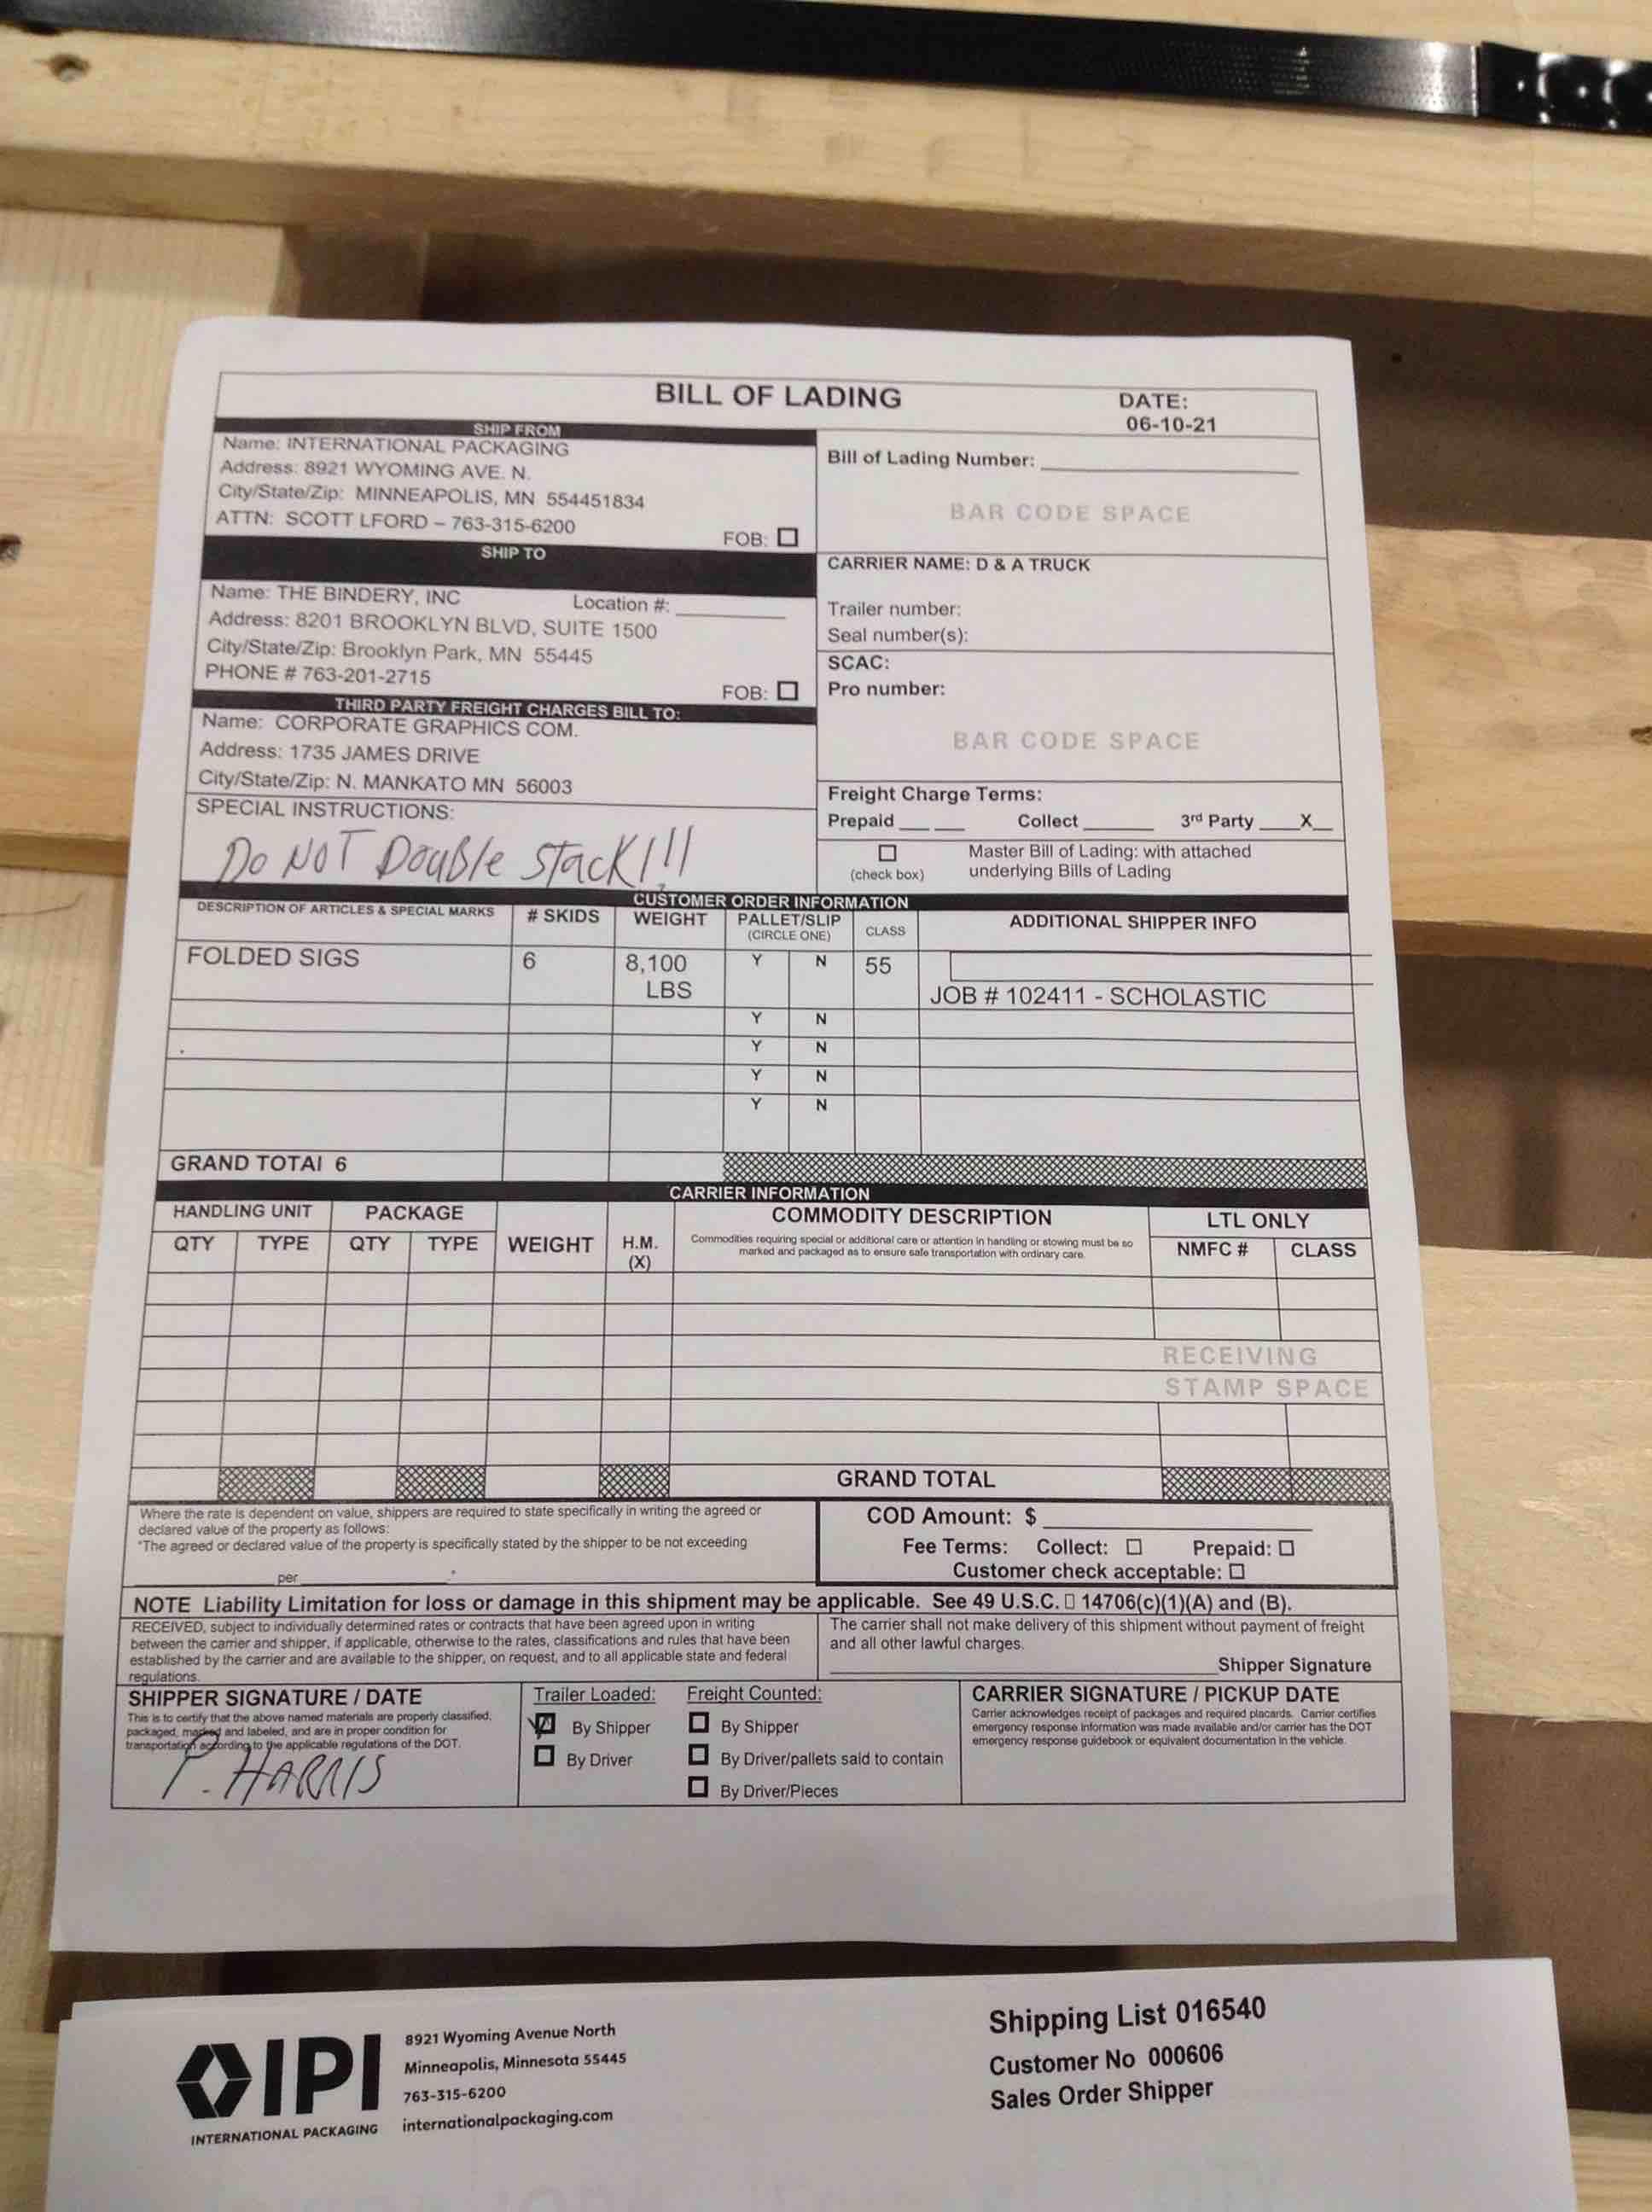 BILL OF LADING
DATE:
06-10-21
SHIP FROM
Name: INTERNATIONAL PACKAGING
Address: 8921 WYOMING AVE. N.
City/State/Zip: MINNEAPOLIS, MN 554451834
ATTN: SCOTT LFORD – 763-315-6200
FOB:
Bill of Lading Number:
BAR CODE SPACE
SHIP TO
Name: THE BINDERY, INC
Location #:
Address: 8201 BROOKLYN BLVD, SUITE 1500
City/State/Zip: Brooklyn Park, MN 55445
PHONE # 763-201-2715
FOB:
CARRIER NAME: D & A TRUCK
Trailer number:
Seal number(s):
SCAC:
Pro number:
BAR CODE SPACE
THIRD PARTY FREIGHT CHARGES BILL TO:
Name: CORPORATE GRAPHICS COM.
Address: 1735 JAMES DRIVE
City/State/Zip: N. MANKATO MN 56003
SPECIAL INSTRUCTIONS:
Do NOT Double Stack!!!
Freight Charge Terms:
Prepaid ___ ___ Collect ______ 3rd Party ___X__
(check box)
Master Bill of Lading: with attached
underlying Bills of Lading
CUSTOMER ORDER INFORMATION
DESCRIPTION OF ARTICLES & SPECIAL MARKS # SKIDS WEIGHT PALLET/SLIP (CIRCLE ONE) CLASS ADDITIONAL SHIPPER INFO
FOLDED SIGS 6 8,100 Y N 55
LBS JOB # 102411 - SCHOLASTIC
Y N
Y N
Y N
Y N
GRAND TOTAl 6
CARRIER INFORMATION
HANDLING UNIT PACKAGE COMMODITY DESCRIPTION LTL ONLY
QTY TYPE QTY TYPE WEIGHT H.M. (X)
Commodities requiring special or additional care or attention in handling or stowing must be so
marked and packaged as to ensure safe transportation with ordinary care.
NMFC # CLASS
RECEIVING
STAMP SPACE
GRAND TOTAL
Where the rate is dependent on value, shippers are required to state specifically in writing the agreed or
declared value of the property as follows:
"The agreed or declared value of the property is specifically stated by the shipper to be not exceeding
per
COD Amount: $
Fee Terms: Collect: ☐ Prepaid: ☐
Customer check acceptable: ☐
NOTE Liability Limitation for loss or damage in this shipment may be applicable. See 49 U.S.C. ▯ 14706(c)(1)(A) and (B).
RECEIVED, subject to individually determined rates or contracts that have been agreed upon in writing
between the carrier and shipper, if applicable, otherwise to the rates, classifications and rules that have been
established by the carrier and are available to the shipper, on request, and to all applicable state and federal
regulations.
The carrier shall not make delivery of this shipment without payment of freight
and all other lawful charges.
Shipper Signature
SHIPPER SIGNATURE / DATE
This is to certify that the above named materials are properly classified,
packaged, marked and labeled, and are in proper condition for
transportation according to the applicable regulations of the DOT.
P. HARRIS
Trailer Loaded:
By Shipper
By Driver
Freight Counted:
By Shipper
By Driver/pallets said to contain
By Driver/Pieces
CARRIER SIGNATURE / PICKUP DATE
Carrier acknowledges receipt of packages and required placards. Carrier certifies
emergency response information was made available and/or carrier has the DOT
emergency response guidebook or equivalent documentation in the vehicle.
IPI
INTERNATIONAL PACKAGING
8921 Wyoming Avenue North
Minneapolis, Minnesota 55445
763-315-6200
internationalpackaging.com
Shipping List 016540
Customer No 000606
Sales Order Shipper